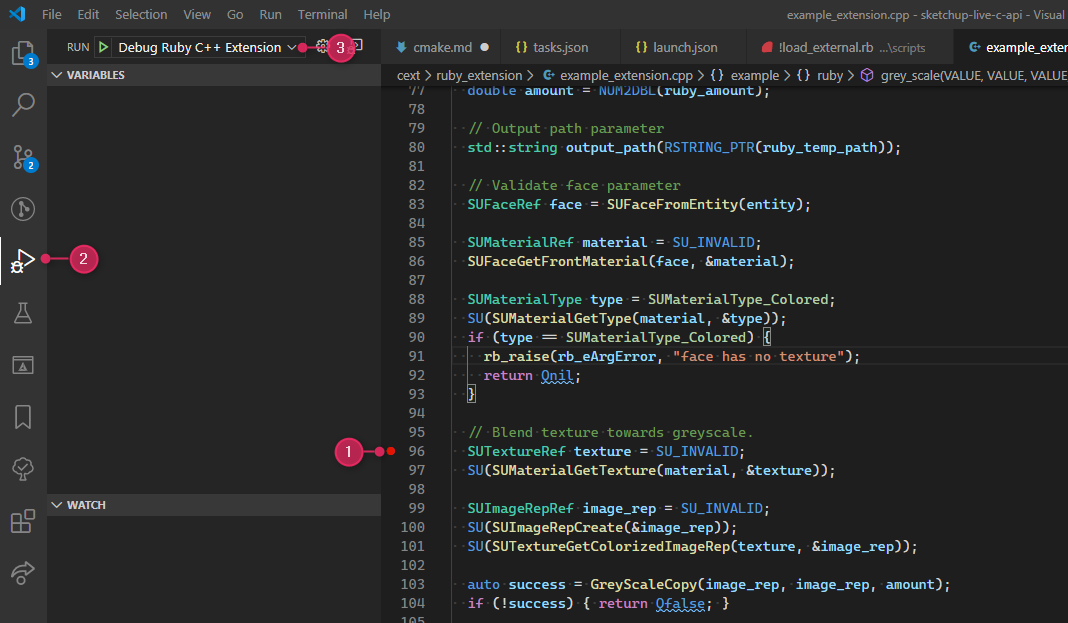 File Edit Selection View Go Run Terminal Help example_extension.cpp - sketchup-live-c-api - Visual
RUN Debug Ruby C++ Extension 3 cmake.md {} tasks.json {} launch.json !load_external.rb ...\scripts example_exter
3
VARIABLES
cext > ruby_extension > example_extension.cpp > {} example > {} ruby > grey_scale(VALUE, VALUE, VALUE
77 double amount = NUM2DBL(ruby_amount);
78
79 // Output path parameter
80 std::string output_path(RSTRING_PTR(ruby_temp_path));
2
81
82 // Validate face parameter
83 SUFaceRef face = SUFaceFromEntity(entity);
84
85 SUMaterialRef material = SU_INVALID;
2
86 SUFaceGetFrontMaterial(face, &material);
87
88 SUMaterialType type = SUMaterialType_Colored;
89 SU(SUMaterialGetType(material, &type));
90 if (type == SUMaterialType_Colored) {
91 rb_raise(rb_eArgError, "face has no texture");
92 return Qnil;
93 }
94
95 // Blend texture towards greyscale.
1
96 SUTextureRef texture = SU_INVALID;
97 SU(SUMaterialGetTexture(material, &texture));
98
WATCH
99 SUImageRepRef image_rep = SU_INVALID;
100 SU(SUImageRepCreate(&image_rep));
101 SU(SUTextureGetColorizedImageRep(texture, &image_rep));
102
103 auto success = GreyScaleCopy(image_rep, image_rep, amount);
104 if (!success) { return Qfalse; }
105